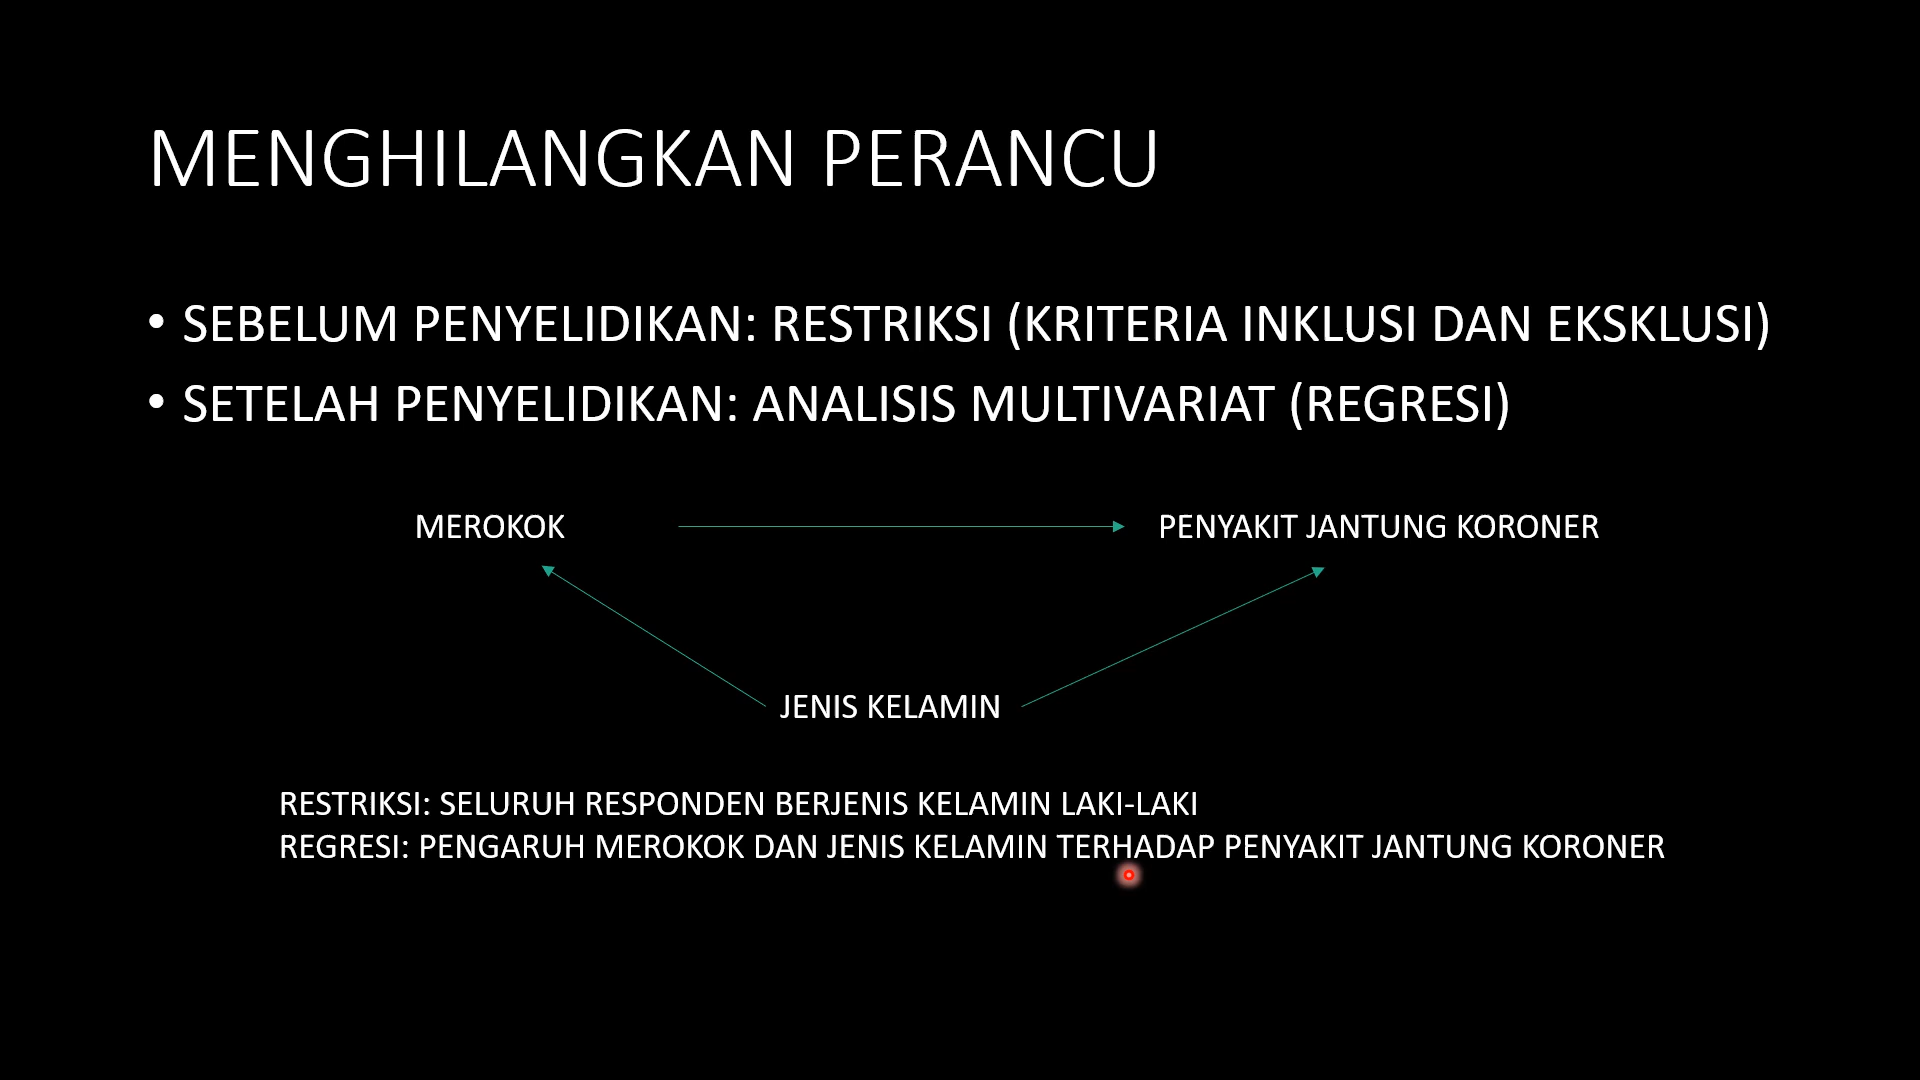 MENGHILANGKAN PERANCU
• SEBELUM PENYELIDIKAN: RESTRIKSI (KRITERIA INKLUSI DAN EKSKLUSI)
• SETELAH PENYELIDIKAN: ANALISIS MULTIVARIAT (REGRESI)
MEROKOK
PENYAKIT JANTUNG KORONER
JENIS KELAMIN
RESTRIKSI: SELURUH RESPONDEN BERJENIS KELAMIN LAKI-LAKI
REGRESI: PENGARUH MEROKOK DAN JENIS KELAMIN TERHADAP PENYAKIT JANTUNG KORONER